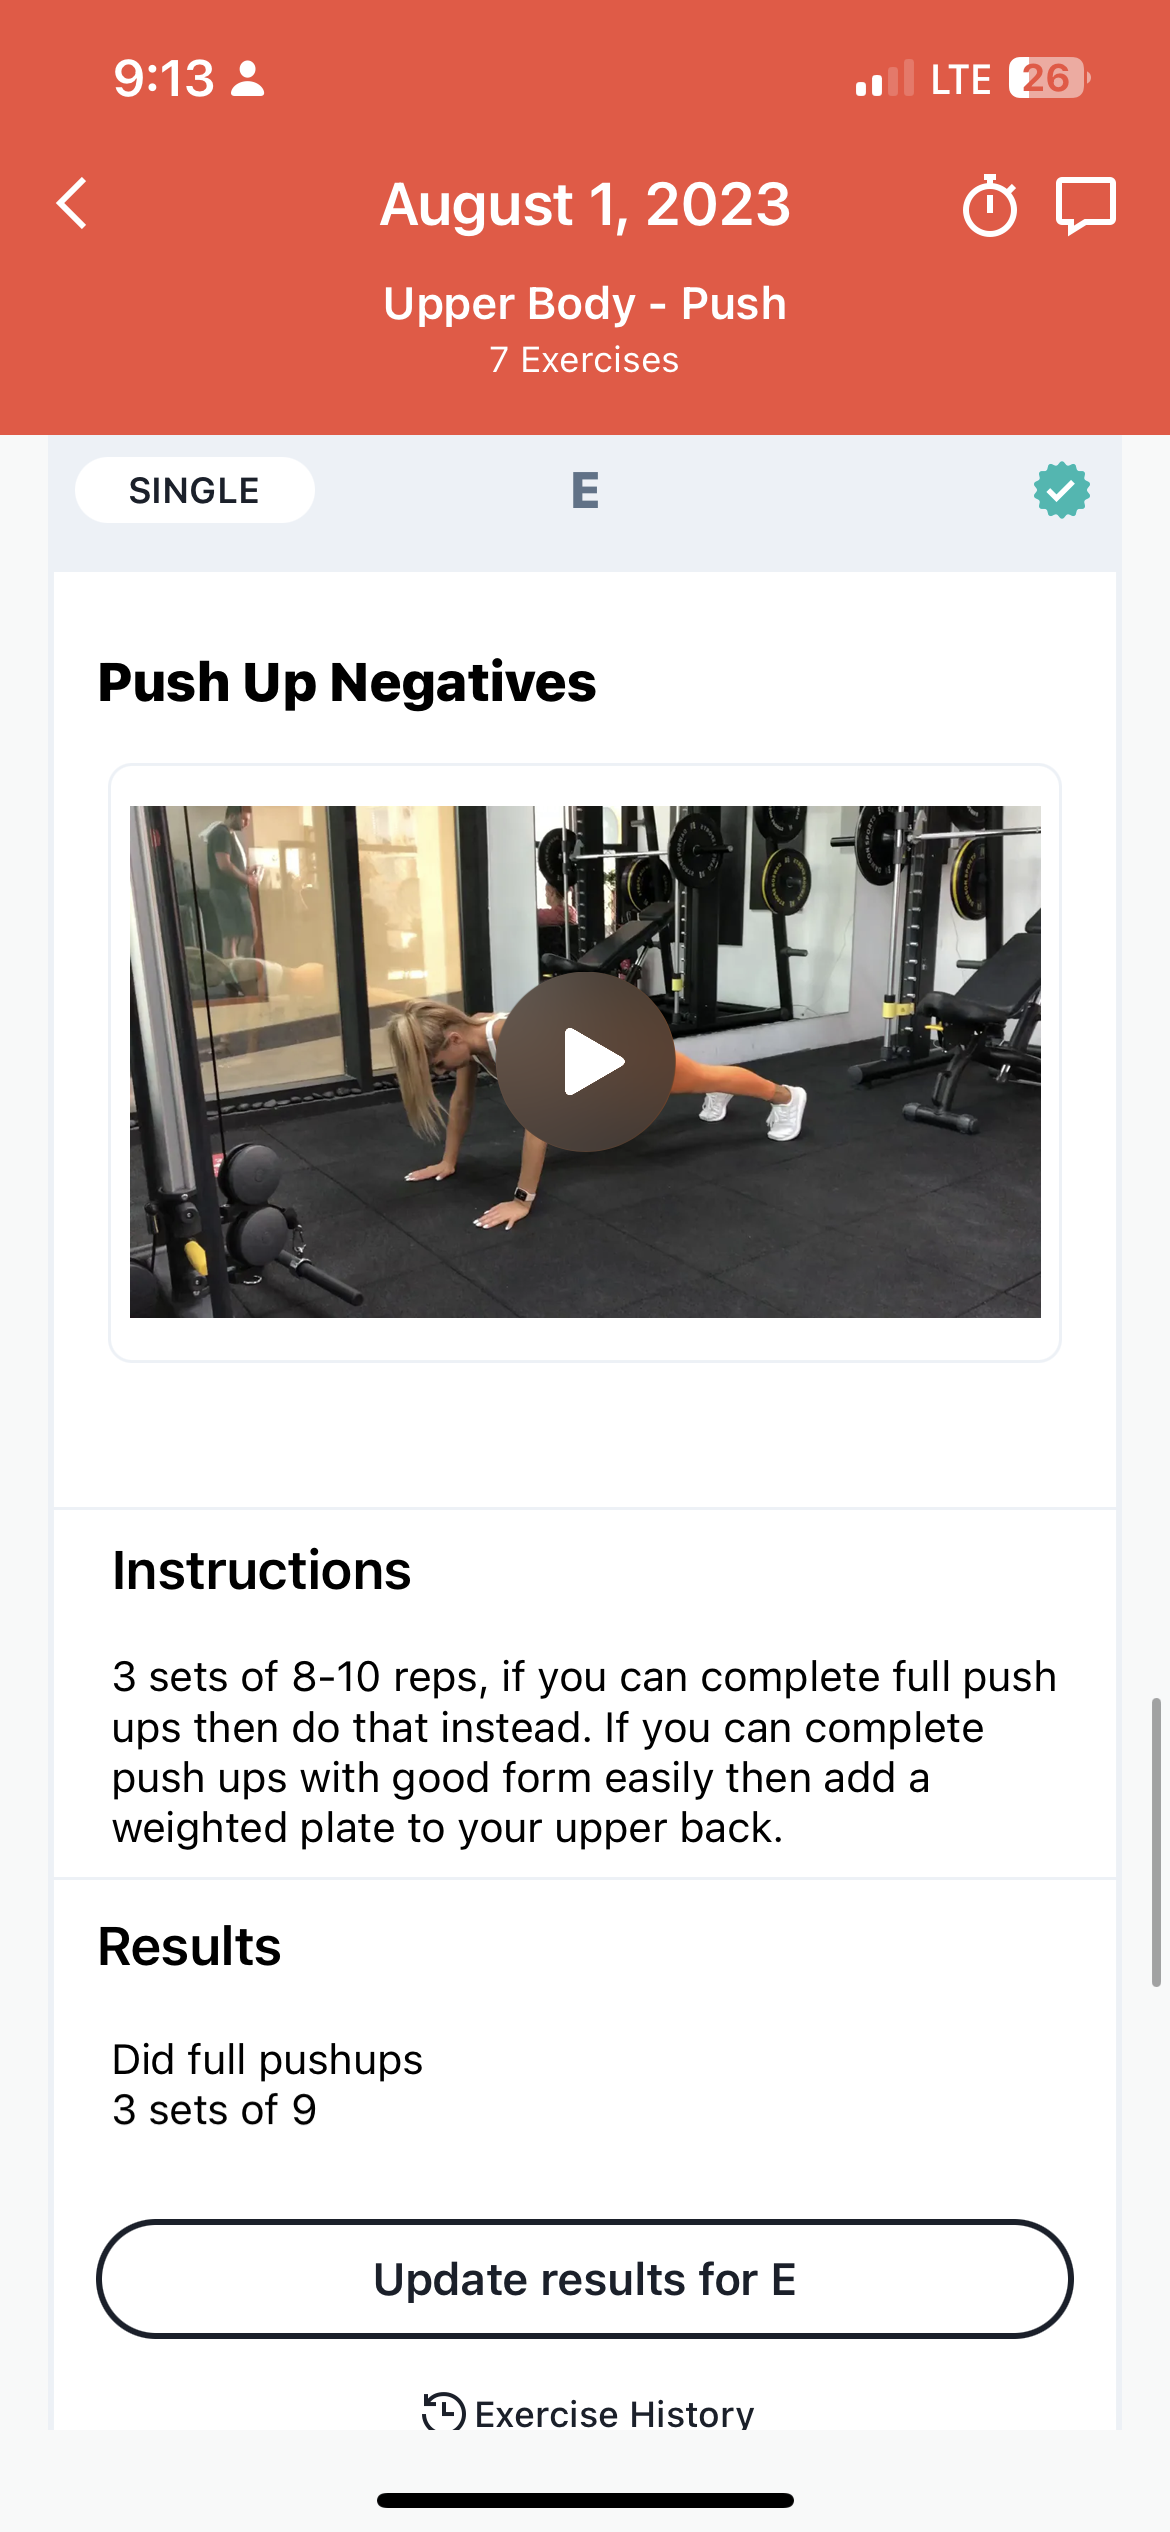 9:13
LTE 26
August 1, 2023
Upper Body - Push
7 Exercises
SINGLE
E
Push Up Negatives
Instructions
3 sets of 8-10 reps, if you can complete full push
ups then do that instead. If you can complete
push ups with good form easily then add a
weighted plate to your upper back.
Results
Did full pushups
3 sets of 9
Update results for E
Exercise History